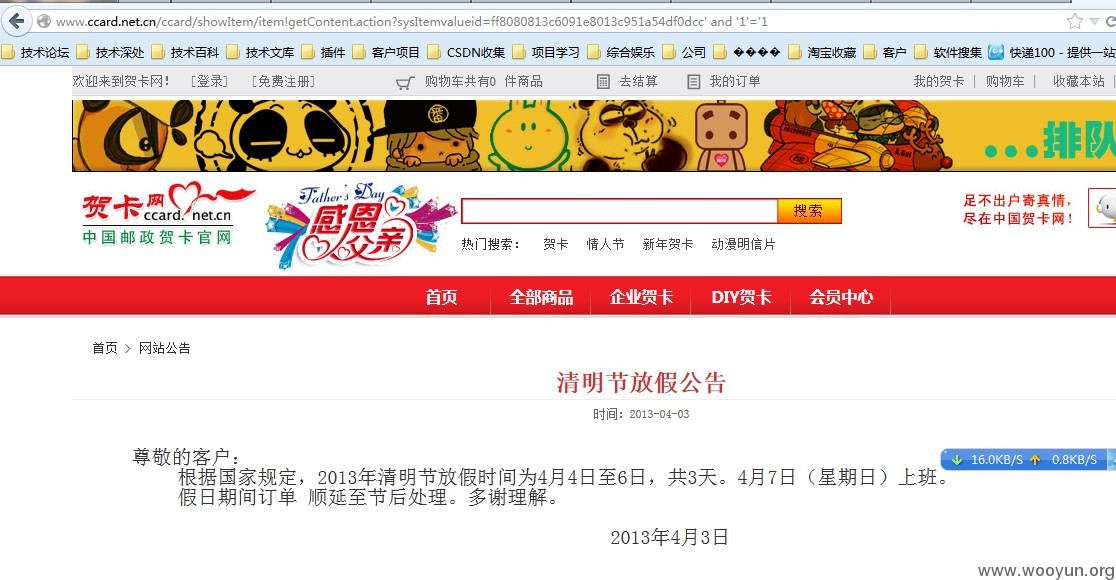 www.ccard.net.cn/ccard/showItem/item!getContent.action?sysItemvalueid=ff8080813c6091e8013c951a54df0dcc' and '1'='1
技术论坛 技术深处 技术百科 技术文库 插件 客户项目 CSDN收集 项目学习 综合娱乐 公司 ���� 淘宝收藏 客户 软件搜集 快递100 - 提供一站
欢迎来到贺卡网! [登录] [免费注册] 购物车共有0 件商品 去结算 我的订单 我的贺卡 | 购物车 | 收藏本站 |
...排队
贺卡网
ccard.net.cn
中国邮政贺卡官网
Father's Day
感恩父亲
搜索
热门搜索: 贺卡 情人节 新年贺卡 动漫明信片
足不出户寄真情,
尽在中国贺卡网!
首页 全部商品 企业贺卡 DIY贺卡 会员中心
首页 > 网站公告
清明节放假公告
时间: 2013-04-03
尊敬的客户:
根据国家规定, 2013年清明节放假时间为4月4日至6日, 共3天。4月7日 (星期日) 上班。
假日期间订单 顺延至节后处理。多谢理解。
2013年4月3日
16.0KB/S 0.8KB/S
www.wooyun.org